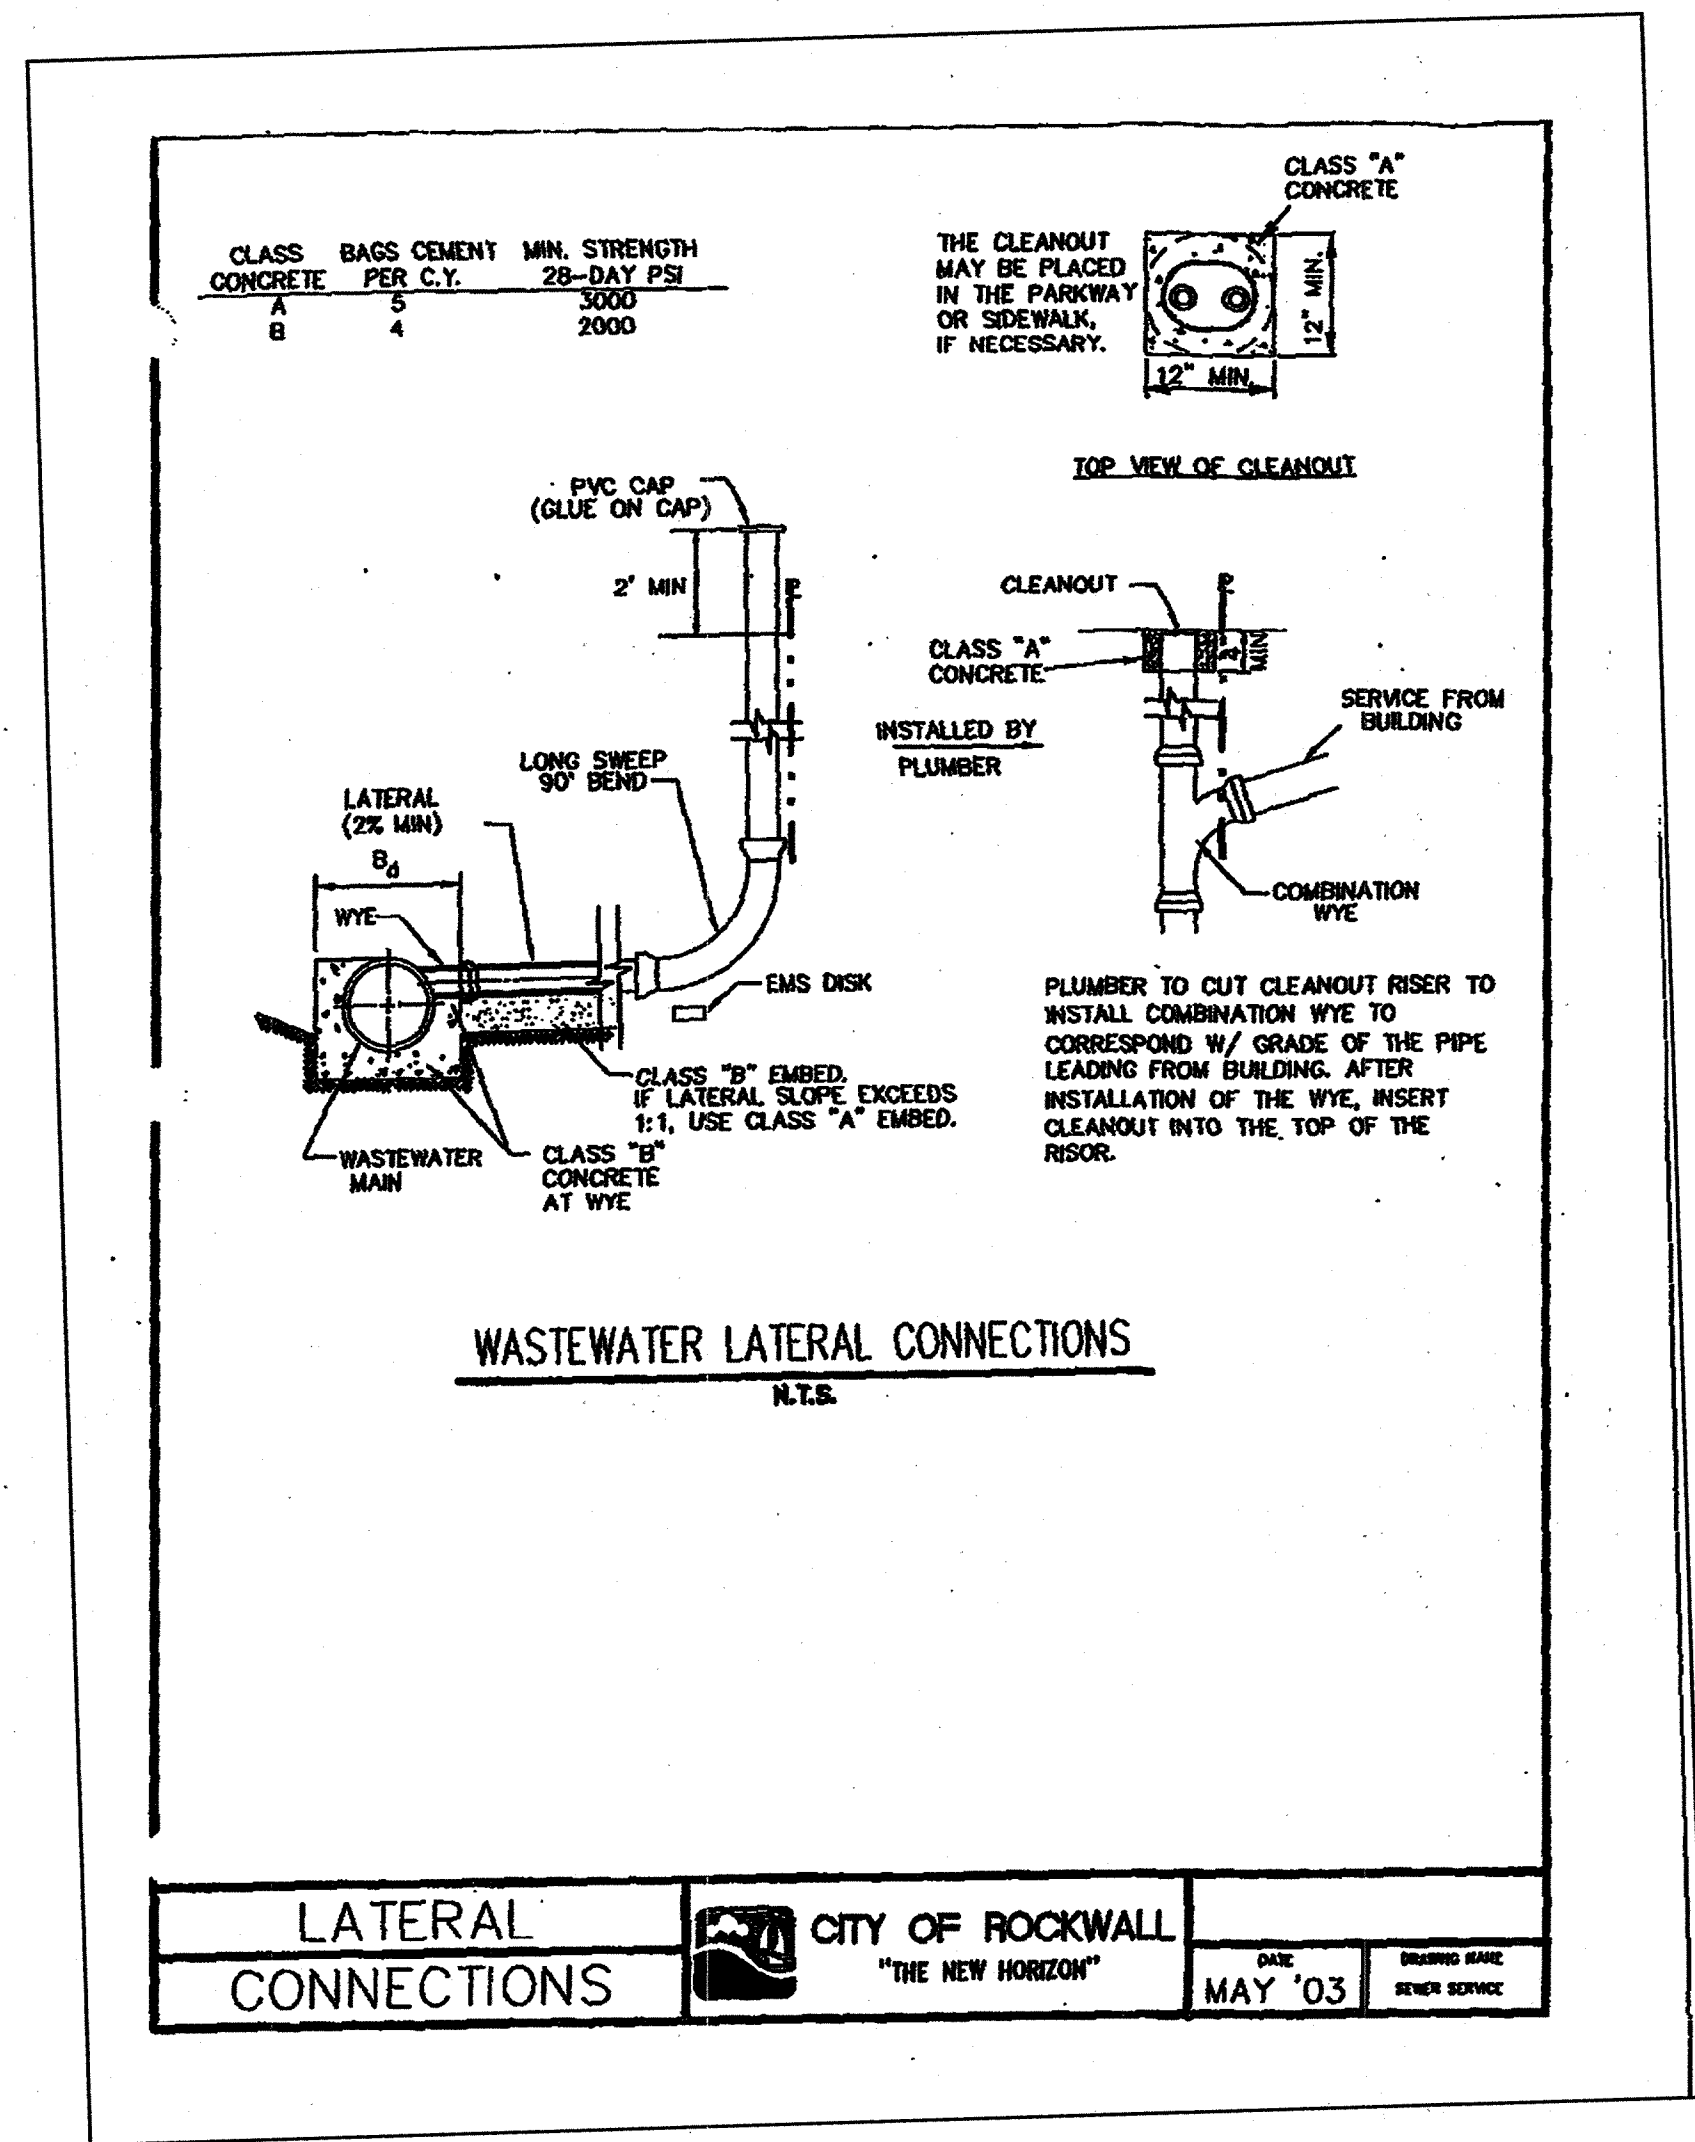 CLASS "A"
CONCRETE
CLASS BAGS CEMENT MIN. STRENGTH
CONCRETE PER C.Y. 28-DAY PSI
A 5 3000
B 4 2000
THE CLEANOUT
MAY BE PLACED
IN THE PARKWAY
OR SIDEWALK,
IF NECESSARY.
12" MIN.
12" MIN.
TOP VIEW OF CLEANOUT
PVC CAP
(GLUE ON CAP)
2' MIN
P
LONG SWEEP
90° BEND
LATERAL
(2% MIN)
Bd
WYE
EMS DISK
CLASS "B" EMBED.
IF LATERAL SLOPE EXCEEDS
1:1, USE CLASS "A" EMBED.
WASTEWATER
MAIN
CLASS "B"
CONCRETE
AT WYE
CLEANOUT
P
CLASS "A"
CONCRETE
4"
MIN
INSTALLED BY
PLUMBER
SERVICE FROM
BUILDING
COMBINATION
WYE
PLUMBER TO CUT CLEANOUT RISER TO
INSTALL COMBINATION WYE TO
CORRESPOND W/ GRADE OF THE PIPE
LEADING FROM BUILDING. AFTER
INSTALLATION OF THE WYE, INSERT
CLEANOUT INTO THE TOP OF THE
RISOR.
WASTEWATER LATERAL CONNECTIONS
N.T.S.
LATERAL
CONNECTIONS
CITY OF ROCKWALL
"THE NEW HORIZON"
DATE
MAY '03
DRAWING NAME
SEWER SERVICE